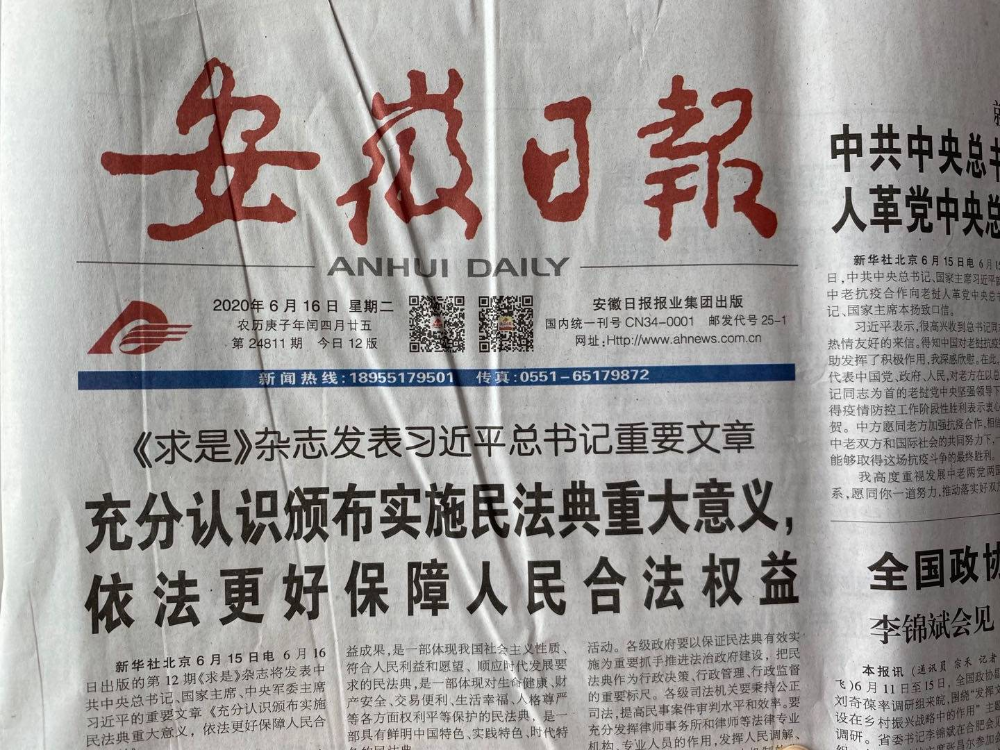 安徽日報
ANHUI DAILY
2020年6月16日 星期二
农历庚子年闰四月廿五
第24811期 今日12版
安徽日报报业集团出版
国内统一刊号 CN34-0001 邮发代号 25-1
网址:Http://www.ahnews.com.cn
新闻热线:18955179501 传真:0551-65179872
《求是》杂志发表习近平总书记重要文章
充分认识颁布实施民法典重大意义,
依法更好保障人民合法权益
新华社北京6月15日电 6月16
日出版的第12期《求是》杂志将发表中
共中央总书记、国家主席、中央军委主席
习近平的重要文章《充分认识颁布实施
民法典重大意义,依法更好保障人民合
益成果,是一部体现我国社会主义性质、
符合人民利益和愿望、顺应时代发展要
求的民法典,是一部体现对生命健康、财
产安全、交易便利、生活幸福、人格尊严
等各方面权利平等保护的民法典,是一
部具有鲜明中国特色、实践特色、时代特
活动。各级政府要以保证民法典有效实
施为重要抓手推进法治政府建设,把民
法典作为行政决策、行政管理、行政监督
的重要标尺。各级司法机关要秉持公正
司法,提高民事案件审判水平和效率。要
充分发挥律师事务所和律师等法律专业
机构、专业人员的作用,发挥人民调解、
中共中央总书
人革党中央总
新华社北京6月15日电 6月15
日,中共中央总书记、国家主席习近平就
中老抗疫合作向老挝人革党中央总书
记、国家主席本扬致口信。
习近平表示,很高兴收到总书记同志
热情友好的来信。得知中国对老挝抗疫
助发挥了积极作用,我深感欣慰。在此,
代表中国党、政府、人民,对老方在以总
记同志为首的老挝党中央坚强领导下
得疫情防控工作阶段性胜利表示衷心
贺。中方愿同老方加强抗疫合作,相信
中老双方和国际社会的共同努力下,一
能够取得这场抗疫斗争的最终胜利。
我高度重视发展中老两党两国
系,愿同你一道努力,推动落实好双方
全国政协
李锦斌会见
本报讯(通讯员 宗禾 记者
飞)6月11日至15日,全国政协副
刘奇葆率调研组来皖,围绕“发挥文
设在乡村振兴战略中的作用”主题
调研。省委书记李锦斌在合肥会见